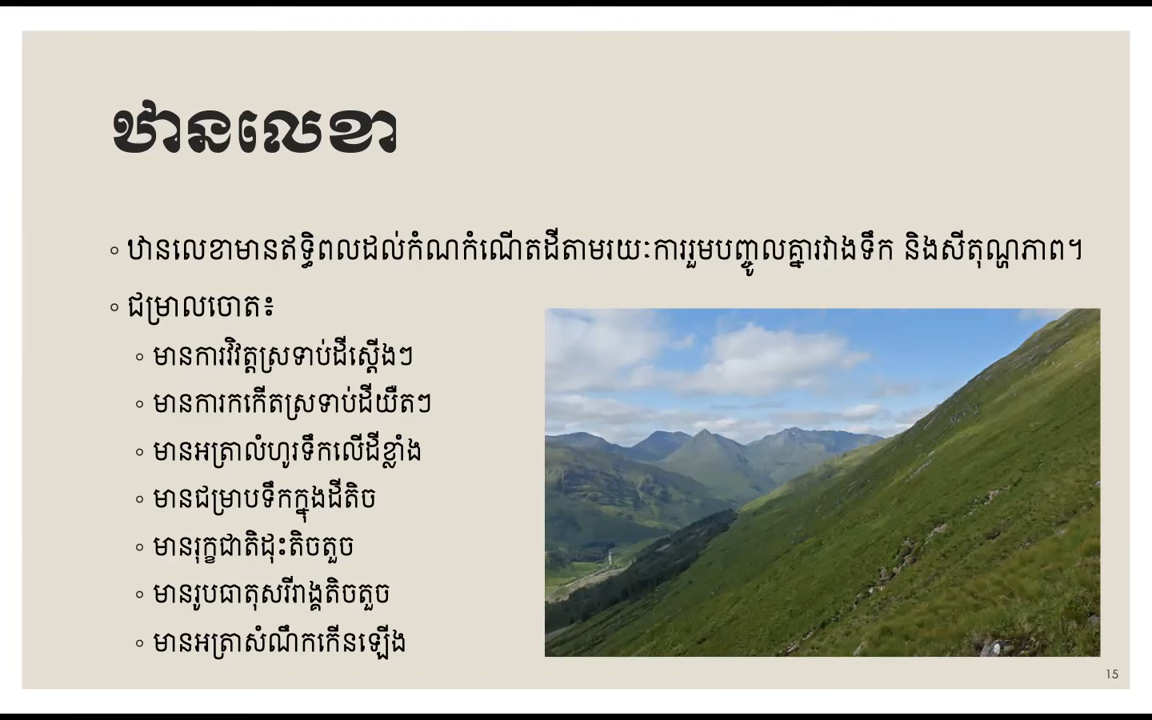 ឋានលេខា
◦ ឋានលេខាមានឥទ្ធិពលដល់កំណកំណើតដីតាមរយៈការរួមបញ្ចូលគ្នារវាងទឹក និងសីតុណ្ហភាព។
◦ ជម្រាលចោត៖
◦ មានការវិវត្តស្រទាប់ដីស្តើងៗ
◦ មានការកកើតស្រទាប់ដីយឺតៗ
◦ មានអត្រាលំហូរទឹកលើដីខ្លាំង
◦ មានជម្រាបទឹកក្នុងដីតិច
◦ មានរុក្ខជាតិដុះតិចតួច
◦ មានរូបធាតុសរីរាង្គតិចតួច
◦ មានអត្រាសំណឹកកើនឡើង
15